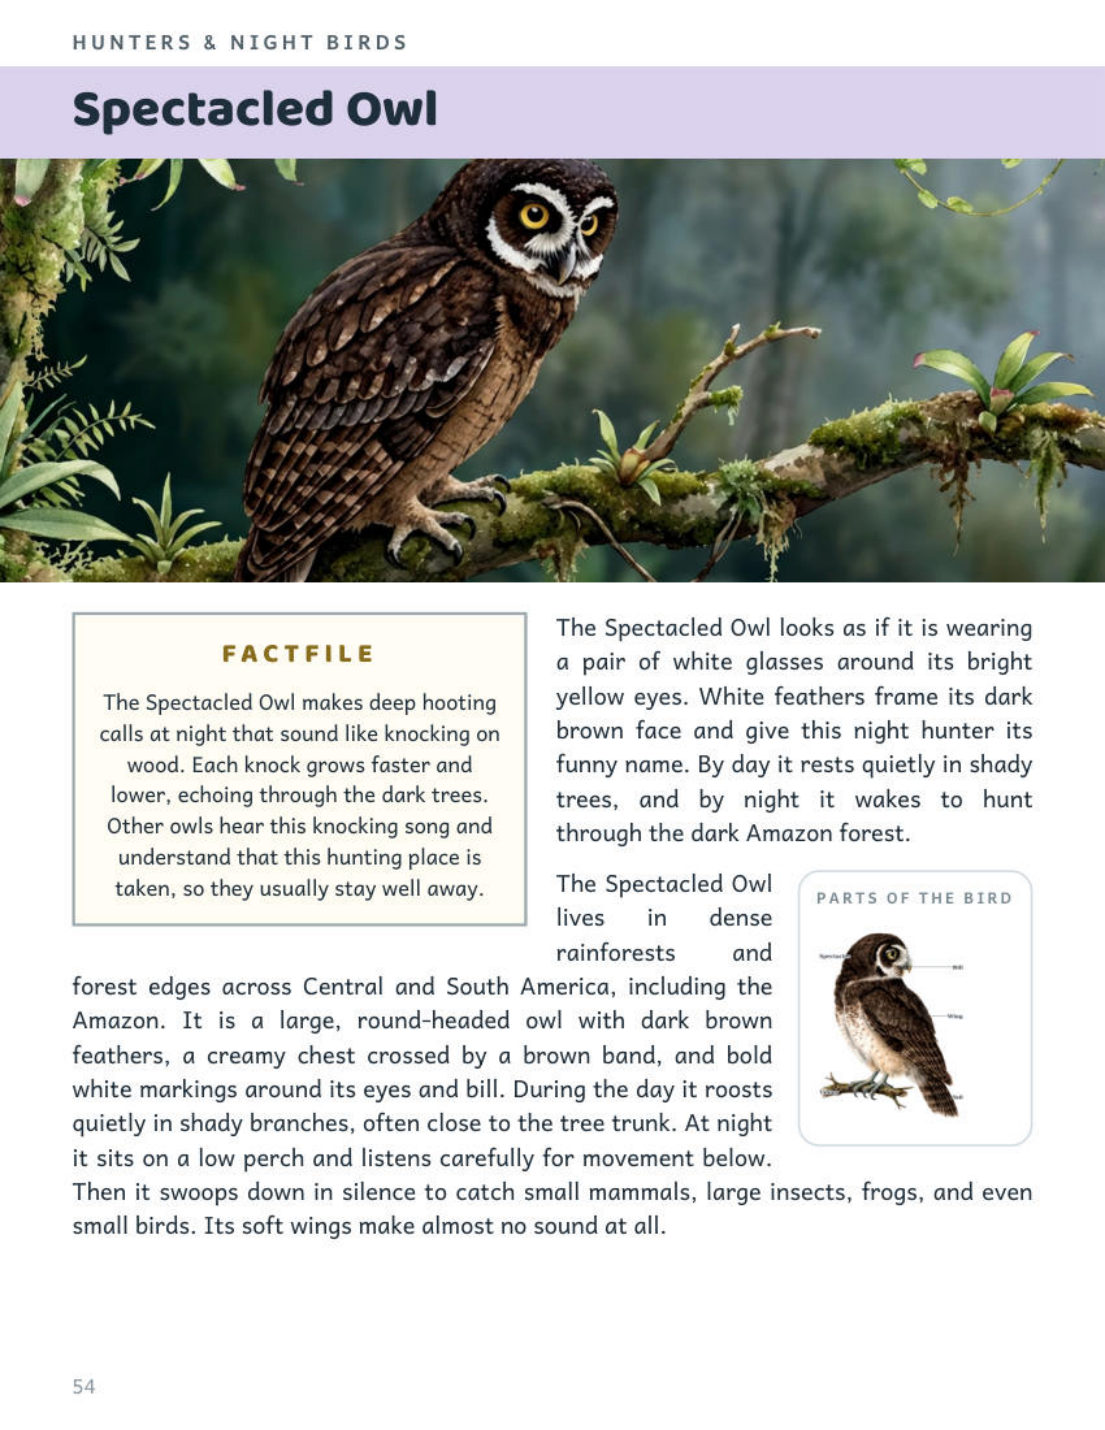 HUNTERS & NIGHT BIRDS
Spectacled Owl
FACTFILE
The Spectacled Owl makes deep hooting
calls at night that sound like knocking on
wood. Each knock grows faster and
lower, echoing through the dark trees.
Other owls hear this knocking song and
understand that this hunting place is
taken, so they usually stay well away.
The Spectacled Owl looks as if it is wearing
a pair of white glasses around its bright
yellow eyes. White feathers frame its dark
brown face and give this night hunter its
funny name. By day it rests quietly in shady
trees, and by night it wakes to hunt
through the dark Amazon forest.
The Spectacled Owl
lives in dense
rainforests and
forest edges across Central and South America, including the
Amazon. It is a large, round-headed owl with dark brown
feathers, a creamy chest crossed by a brown band, and bold
white markings around its eyes and bill. During the day it roosts
quietly in shady branches, often close to the tree trunk. At night
it sits on a low perch and listens carefully for movement below.
Then it swoops down in silence to catch small mammals, large insects, frogs, and even
small birds. Its soft wings make almost no sound at all.
PARTS OF THE BIRD
Bill
Wing
54